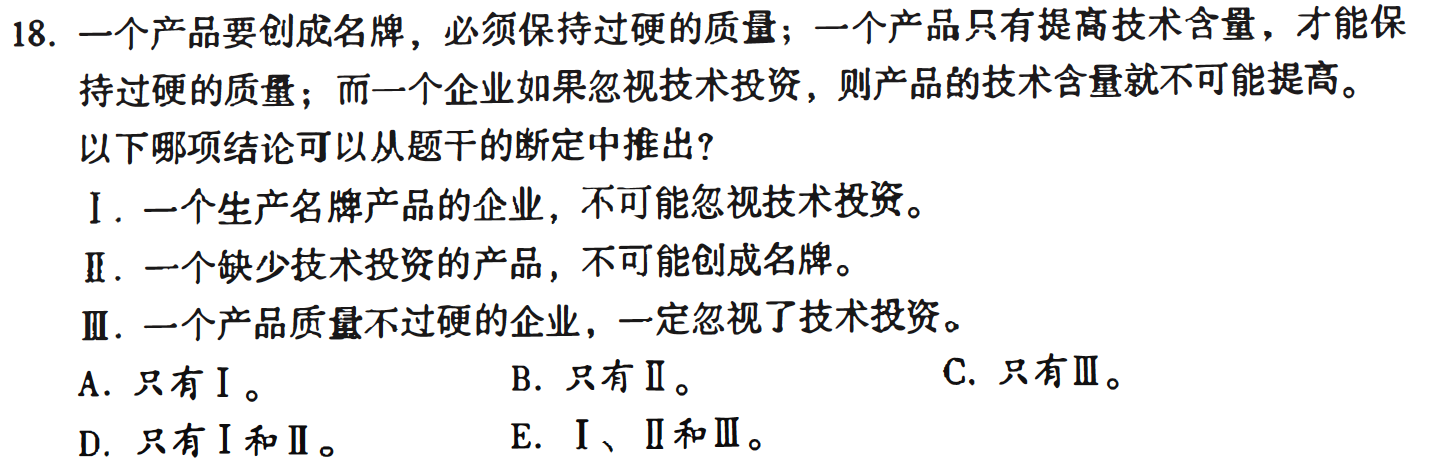 18. 一个产品要创成名牌，必须保持过硬的质量；一个产品只有提高技术含量，才能保
持过硬的质量；而一个企业如果忽视技术投资，则产品的技术含量就不可能提高。
以下哪项结论可以从题干的断定中推出？
Ⅰ. 一个生产名牌产品的企业，不可能忽视技术投资。
Ⅱ. 一个缺少技术投资的产品，不可能创成名牌。
Ⅲ. 一个产品质量不过硬的企业，一定忽视了技术投资。
A. 只有Ⅰ。 B. 只有Ⅱ。 C. 只有Ⅲ。
D. 只有Ⅰ和Ⅱ。 E. Ⅰ、Ⅱ和Ⅲ。